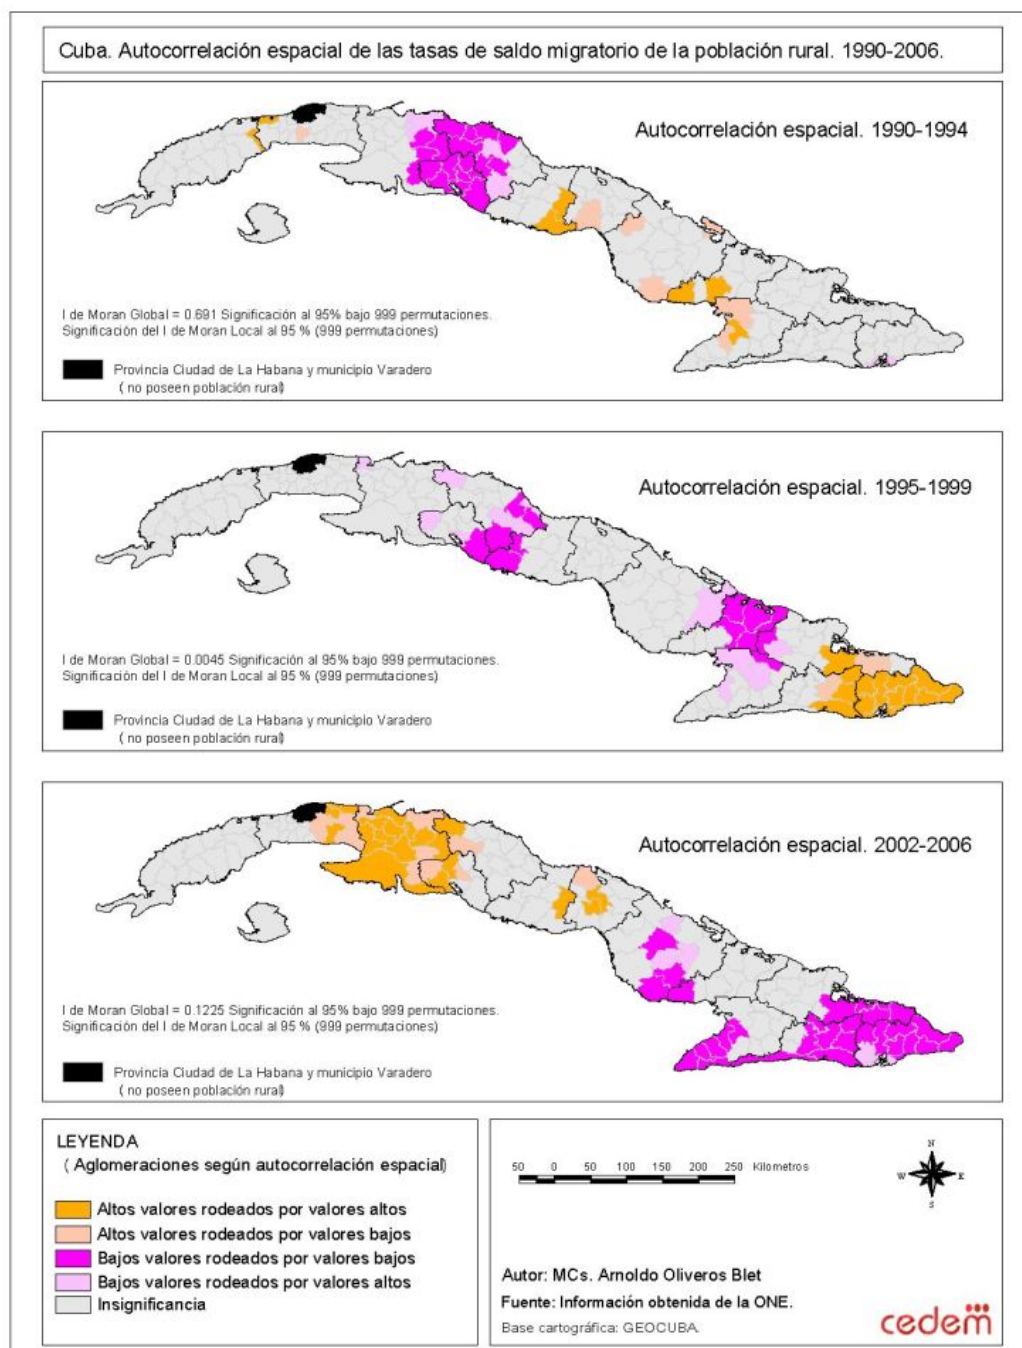 Cuba. Autocorrelación espacial de las tasas de saldo migratorio de la población rural. 1990-2006.
Autocorrelación espacial. 1990-1994
I de Moran Global = 0.691 Significación al 95% bajo 999 permutaciones.
Significación del I de Moran Local al 95 % (999 permutaciones)
Provincia Ciudad de La Habana y municipio Varadero
( no poseen población rural)
Autocorrelación espacial. 1995-1999
I de Moran Global = 0.0045 Significación al 95% bajo 999 permutaciones.
Significación del I de Moran Local al 95 % (999 permutaciones)
Provincia Ciudad de La Habana y municipio Varadero
( no poseen población rural)
Autocorrelación espacial. 2002-2006
I de Moran Global = 0.1225 Significación al 95% bajo 999 permutaciones.
Significación del I de Moran Local al 95 % (999 permutaciones)
Provincia Ciudad de La Habana y municipio Varadero
( no poseen población rural)
LEYENDA
( Aglomeraciones según autocorrelación espacial)
Altos valores rodeados por valores altos
Altos valores rodeados por valores bajos
Bajos valores rodeados por valores bajos
Bajos valores rodeados por valores altos
Insignificancia
50 0 50 100 150 200 250 Kilometros
N
W E
S
Autor: MCs. Arnoldo Oliveros Blet
Fuente: Información obtenida de la ONE.
Base cartográfica: GEOCUBA.
cedem